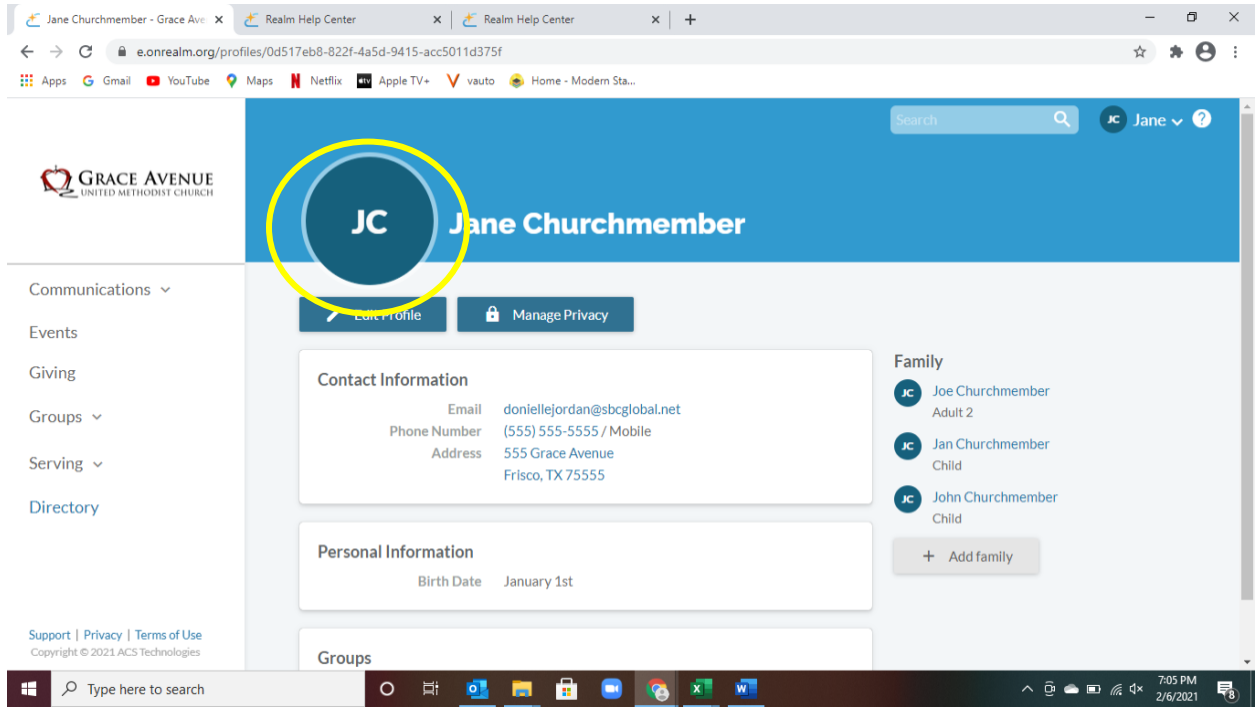 Jane Churchmember - Grace Ave
Realm Help Center
Realm Help Center
e.onrealm.org/profiles/0d517eb8-822f-4a5d-9415-acc5011d375f
Apps Gmail YouTube Maps Netflix Apple TV+ vauto Home - Modern Sta...
Search
JC Jane ?
GRACE AVENUE
UNITED METHODIST CHURCH
JC
Jane Churchmember
Communications
Events
Giving
Groups
Serving
Directory
Edit Profile
Manage Privacy
Contact Information
Email doniellejordan@sbcglobal.net
Phone Number (555) 555-5555 / Mobile
Address 555 Grace Avenue
Frisco, TX 75555
Personal Information
Birth Date January 1st
Groups
Family
JC Joe Churchmember
Adult 2
JC Jan Churchmember
Child
JC John Churchmember
Child
+ Add family
Support | Privacy | Terms of Use
Copyright © 2021 ACS Technologies
Type here to search
7:05 PM
2/6/2021
8